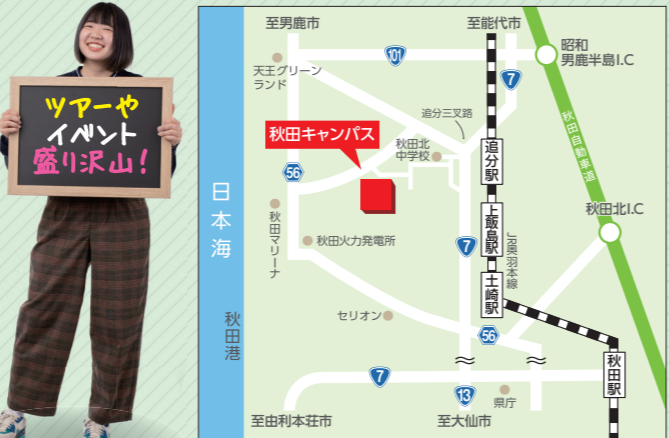 ツアーや
イベント
盛り沢山!
至男鹿市
至能代市
101
昭和
男鹿半島I.C
天王グリーン
ランド
7
追分三叉路
秋田自動車道
秋田キャンパス
秋田北
中学校
追分駅
56
日本海
秋田マリーナ
上飯島駅
秋田北I.C
秋田火力発電所
7
JR奥羽本線
土崎駅
セリオン
秋田港
56
秋田駅
7
13
県庁
至由利本荘市
至大仙市